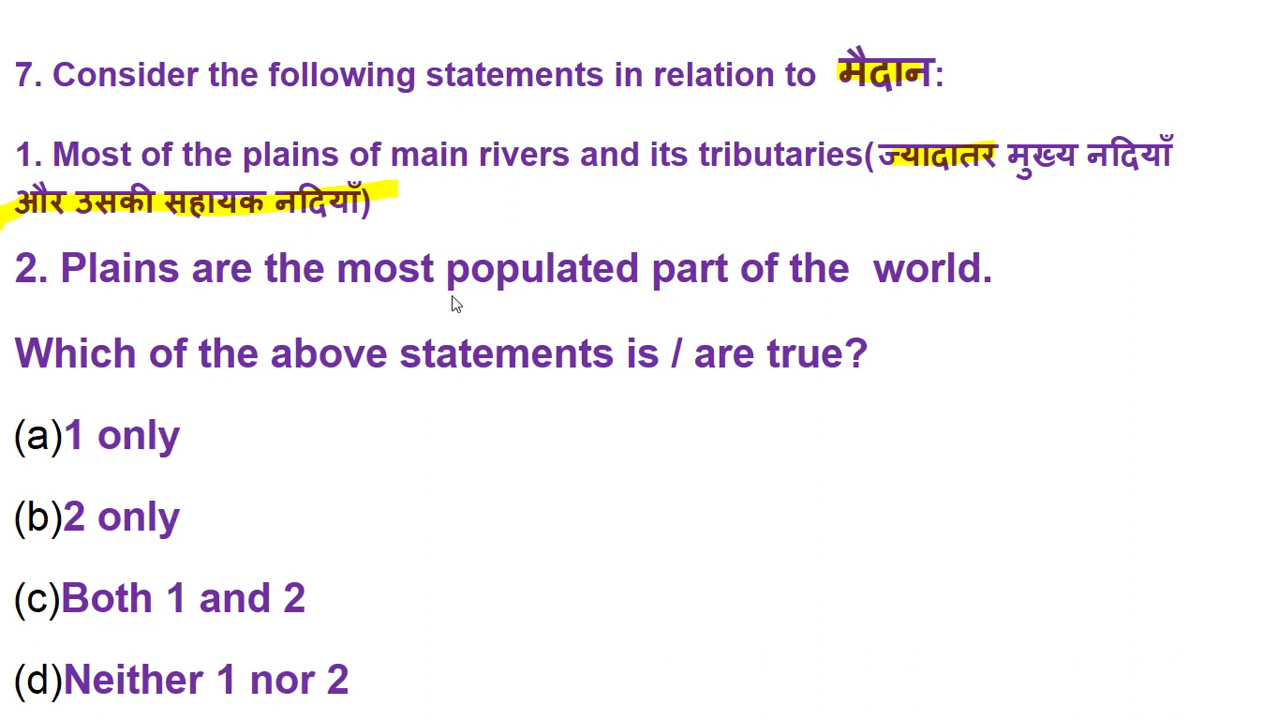 7. Consider the following statements in relation to मैदान:
1. Most of the plains of main rivers and its tributaries(ज्यादातर मुख्य नदियाँ
और उसकी सहायक नदियाँ)
2. Plains are the most populated part of the world.
Which of the above statements is / are true?
(a)1 only
(b)2 only
(c)Both 1 and 2
(d)Neither 1 nor 2